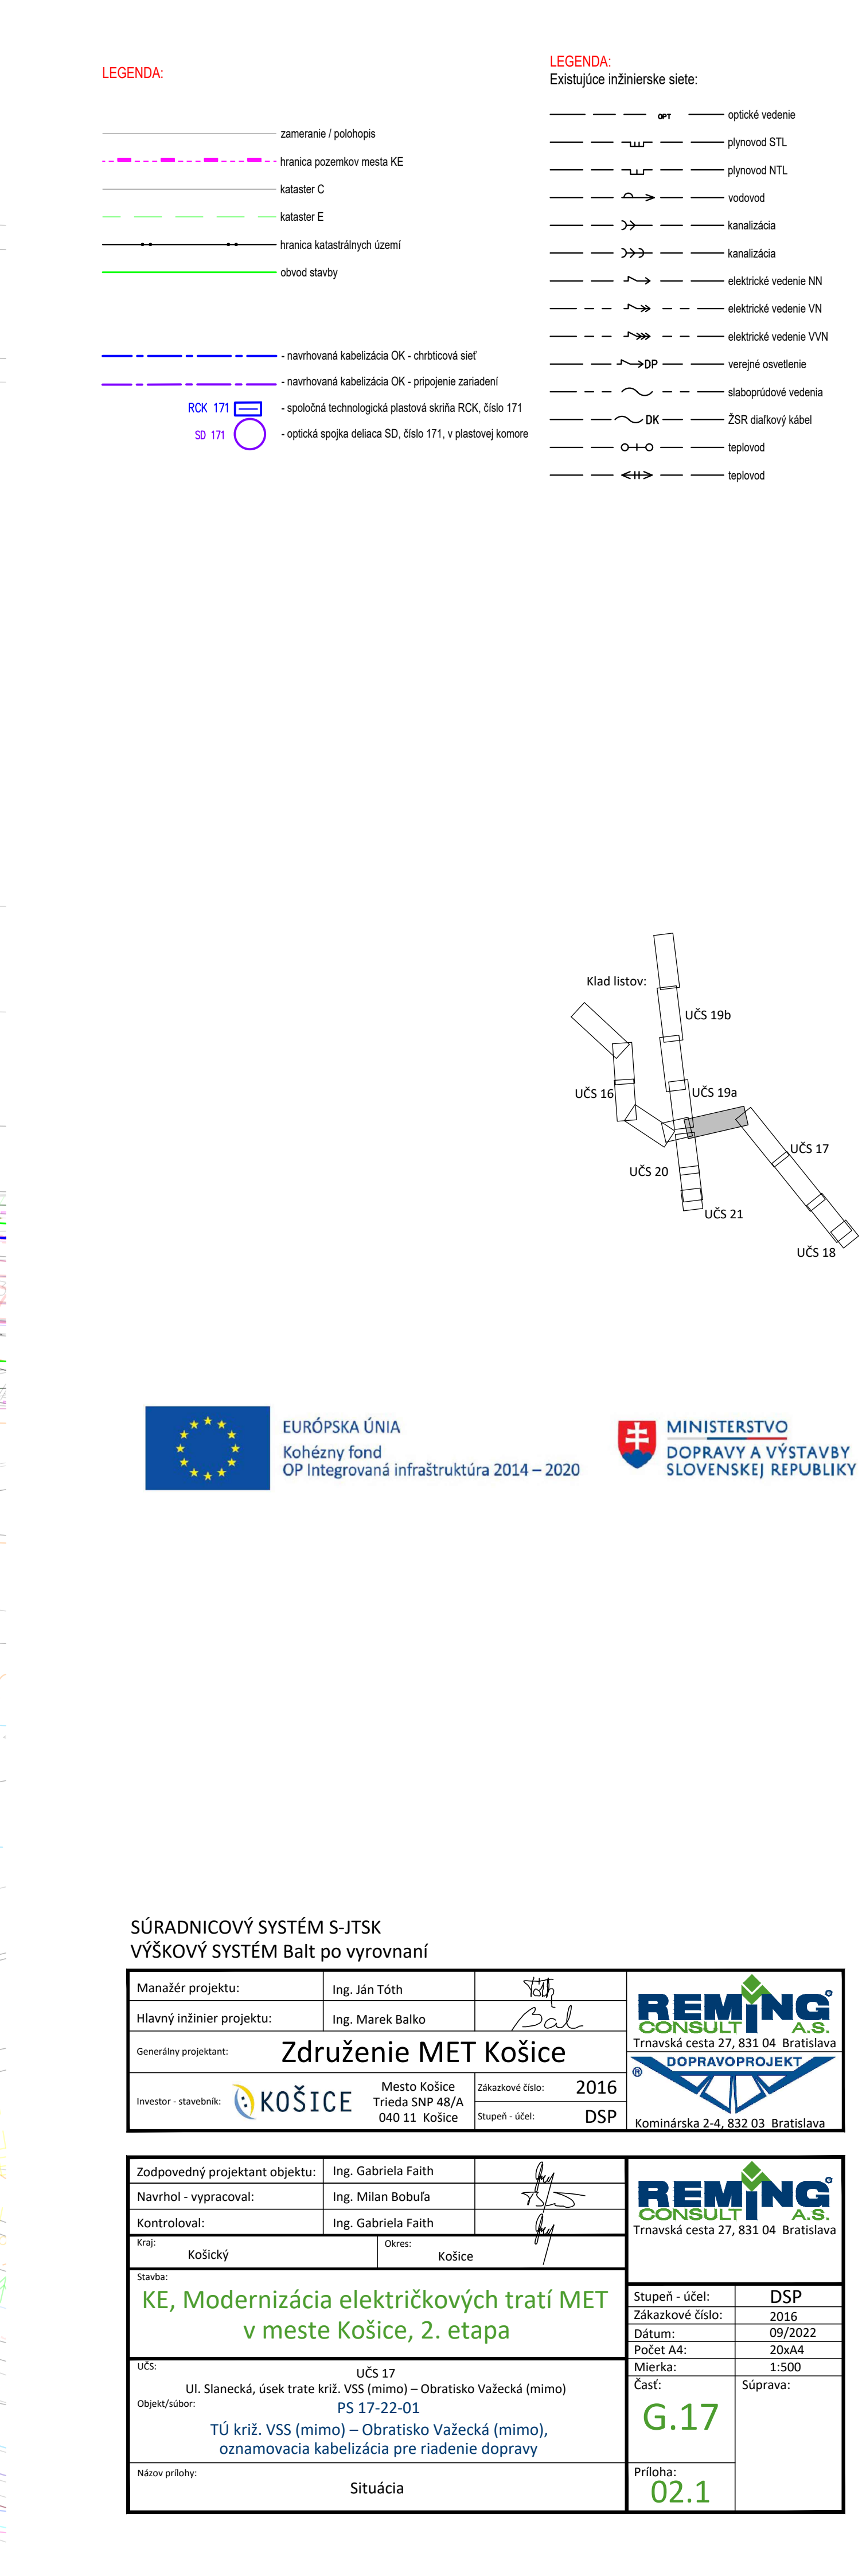 LEGENDA:
zameranie / polohopis
hranica pozemkov mesta KE
kataster C
kataster E
hranica katastrálnych území
obvod stavby
- navrhovaná kabelizácia OK - chrbticová sieť
- navrhovaná kabelizácia OK - pripojenie zariadení
RCK 171 - spoločná technologická plastová skriňa RCK, číslo 171
SD 171 - optická spojka deliaca SD, číslo 171, v plastovej komore
LEGENDA:
Existujúce inžinierske siete:
OPT optické vedenie
plynovod STL
plynovod NTL
vodovod
kanalizácia
kanalizácia
elektrické vedenie NN
elektrické vedenie VN
elektrické vedenie VVN
DP verejné osvetlenie
slaboprúdové vedenia
DK ŽSR diaľkový kábel
teplovod
teplovod
Klad listov:
UČS 19b
UČS 16
UČS 19a
UČS 17
UČS 20
UČS 21
UČS 18
EURÓPSKA ÚNIA
Kohézny fond
OP Integrovaná infraštruktúra 2014 – 2020
MINISTERSTVO
DOPRAVY A VÝSTAVBY
SLOVENSKEJ REPUBLIKY
SÚRADNICOVÝ SYSTÉM S-JTSK
VÝŠKOVÝ SYSTÉM Balt po vyrovnaní
Manažér projektu: Ing. Ján Tóth Tóth
Hlavný inžinier projektu: Ing. Marek Balko Bal
Generálny projektant: Združenie MET Košice
Investor - stavebník: KOŠICE
Mesto Košice
Trieda SNP 48/A
040 11 Košice
Zákazkové číslo: 2016
Stupeň - účel: DSP
REMING®
CONSULT A.S.
Trnavská cesta 27, 831 04 Bratislava
DOPRAVOPROJEKT
®
Kominárska 2-4, 832 03 Bratislava
Zodpovedný projektant objektu: Ing. Gabriela Faith
Navrhol - vypracoval: Ing. Milan Bobuľa
Kontroloval: Ing. Gabriela Faith
Kraj: Košický
Okres: Košice
REMING®
CONSULT A.S.
Trnavská cesta 27, 831 04 Bratislava
Stavba:
KE, Modernizácia električkových tratí MET
v meste Košice, 2. etapa
Stupeň - účel: DSP
Zákazkové číslo: 2016
Dátum: 09/2022
Počet A4: 20xA4
Mierka: 1:500
UČS:
UČS 17
Ul. Slanecká, úsek trate križ. VSS (mimo) – Obratisko Važecká (mimo)
Objekt/súbor:
PS 17-22-01
TÚ križ. VSS (mimo) – Obratisko Važecká (mimo),
oznamovacia kabelizácia pre riadenie dopravy
Časť:
G.17
Súprava:
Názov prílohy:
Situácia
Príloha:
02.1